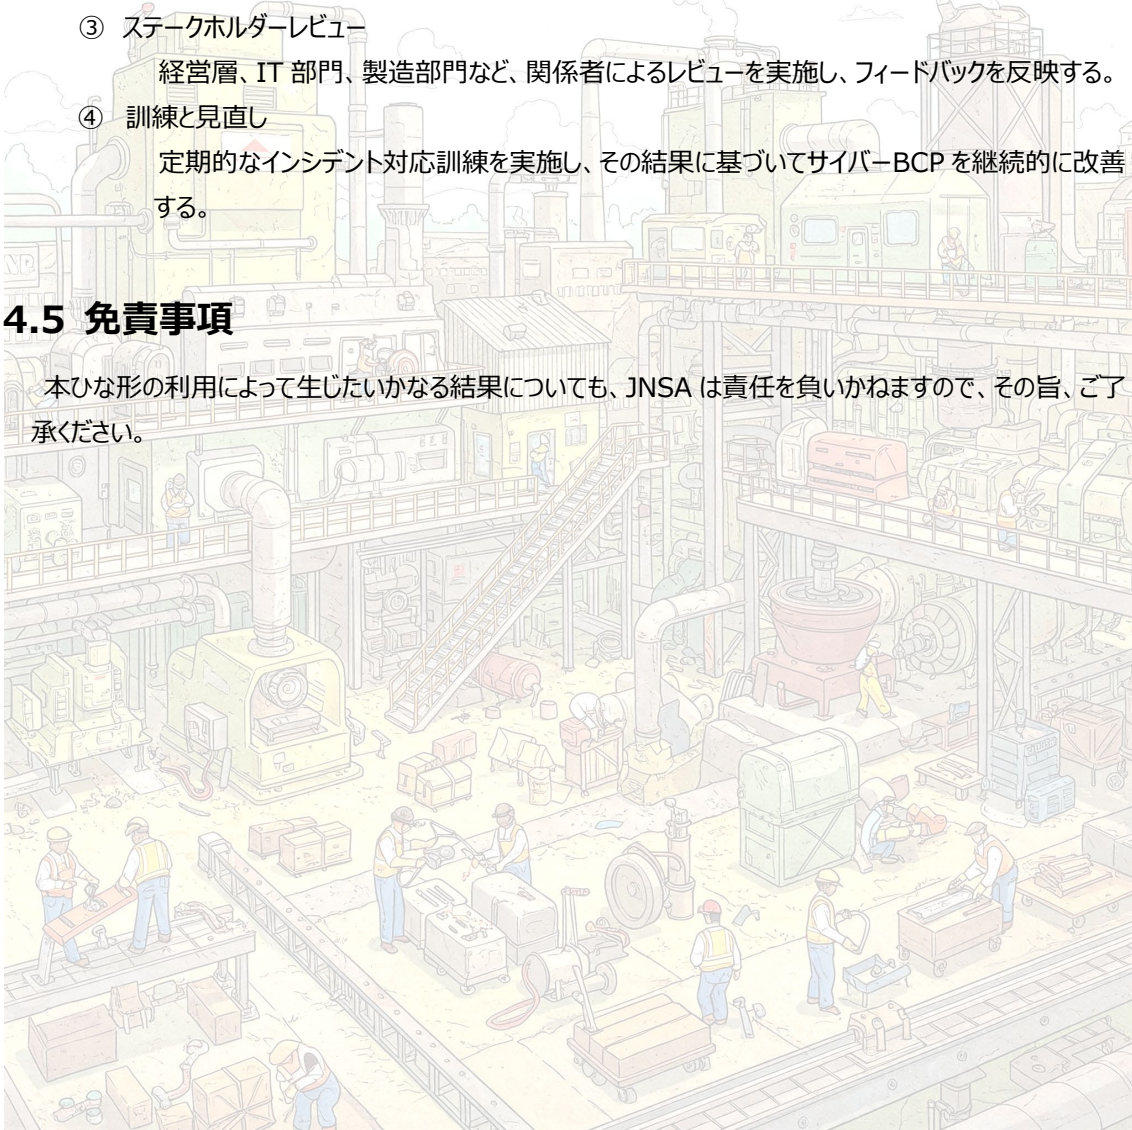 ③ ステークホルダーレビュー
経営層、IT 部門、製造部門など、関係者によるレビューを実施し、フィードバックを反映する。
④ 訓練と見直し
定期的なインシデント対応訓練を実施し、その結果に基づいてサイバーBCP を継続的に改善
する。
4.5 免責事項
本ひな形の利用によって生じたいかなる結果についても、JNSA は責任を負いかねますので、その旨、ご了
承ください。